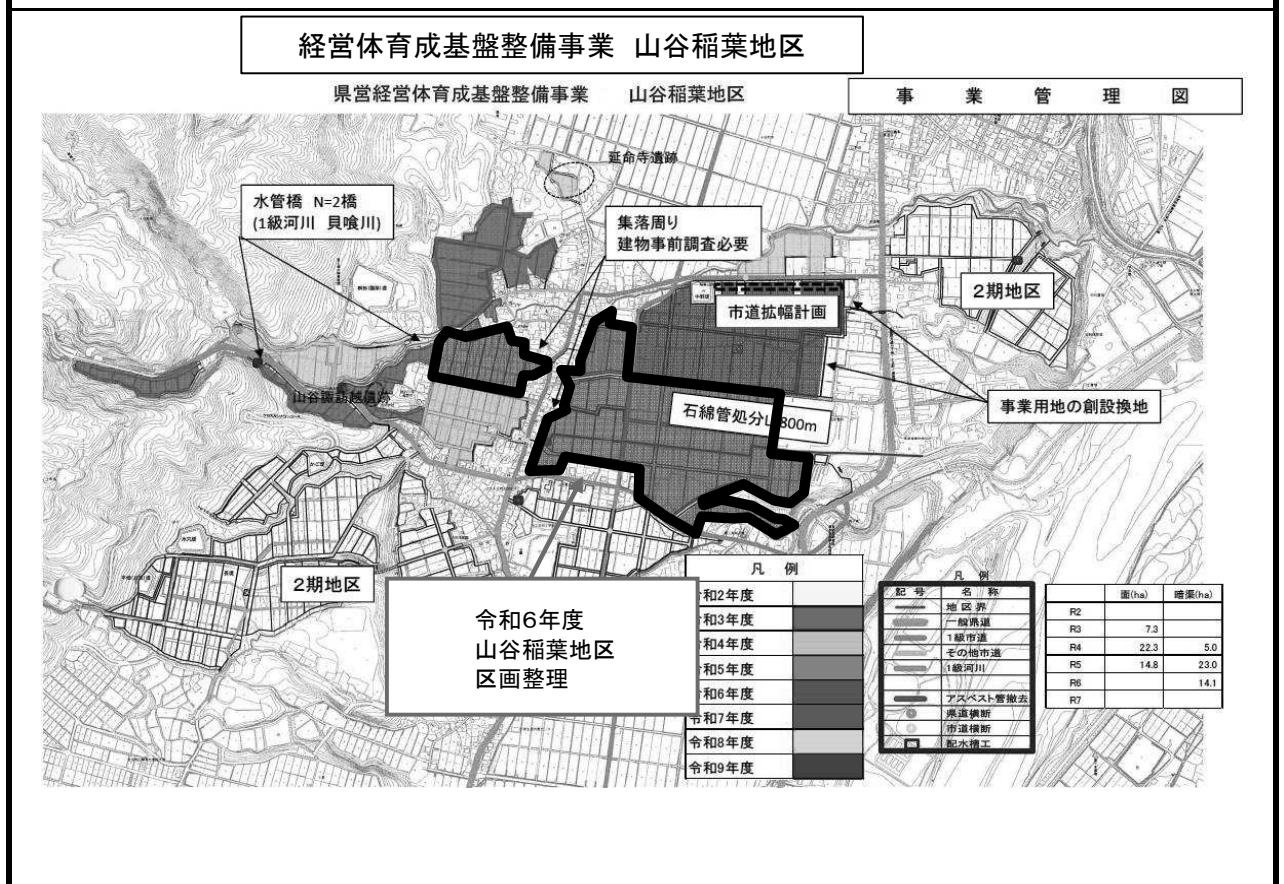 経営体育成基盤整備事業 山谷稲葉地区
県営経営体育成基盤整備事業 山谷稲葉地区
事業管理図
延命寺遺跡
水管橋 N=2橋
(1級河川 貝喰川)
集落周り
建物事前調査必要
2期地区
市道拡幅計画
山谷諏訪越遺跡
事業用地の創設換地
石綿管処分L=800m
2期地区
令和6年度
山谷稲葉地区
区画整理
凡 例
令和2年度
令和3年度
令和4年度
令和5年度
令和6年度
令和7年度
令和8年度
令和9年度
凡 例
記号 名称
地区界
一般県道
1級市道
その他市道
1級河川
アスベスト管撤去
県道横断
市道横断
配水槽工
面(ha) 暗渠(ha)
R2
R3 7.3
R4 22.3 5.0
R5 14.8 23.0
R6 14.1
R7